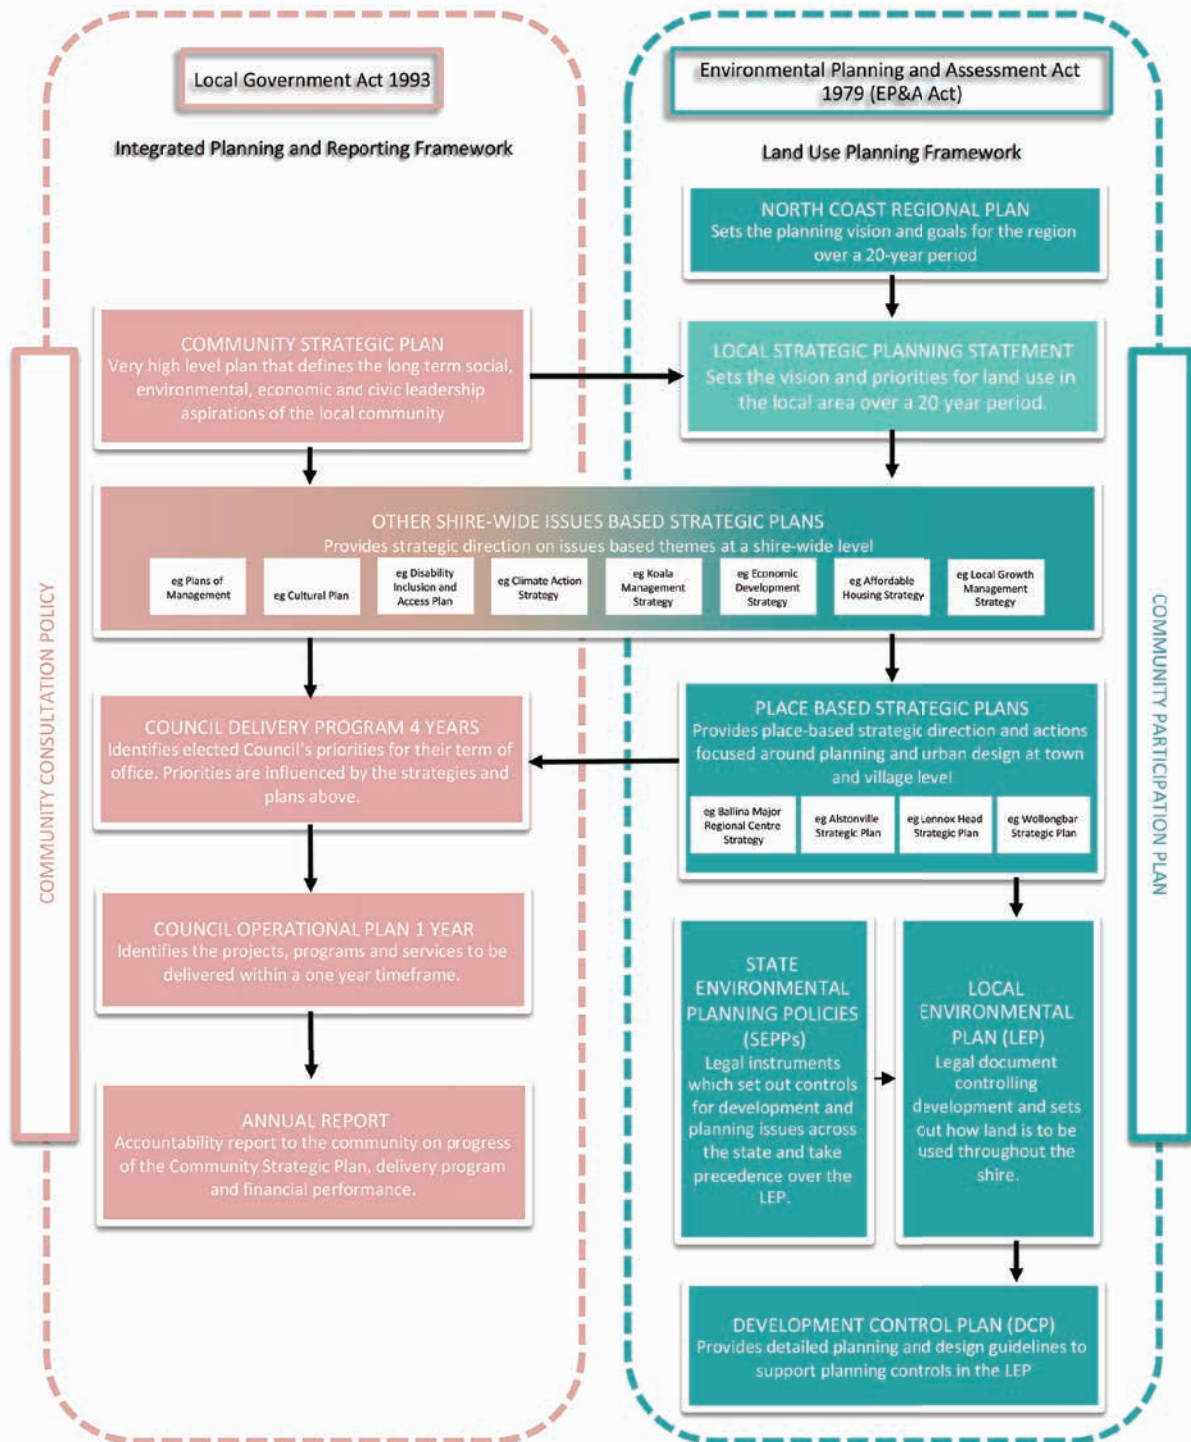 Local Government Act 1993
Integrated Planning and Reporting Framework
Environmental Planning and Assessment Act
1979 (EP&A Act)
Land Use Planning Framework
NORTH COAST REGIONAL PLAN
Sets the planning vision and goals for the region
over a 20-year period
COMMUNITY STRATEGIC PLAN
Very high level plan that defines the long term social,
environmental, economic and civic leadership
aspirations of the local community
LOCAL STRATEGIC PLANNING STATEMENT
Sets the vision and priorities for land use in
the local area over a 20 year period.
OTHER SHIRE-WIDE ISSUES BASED STRATEGIC PLANS
Provides strategic direction on issues based themes at a shire-wide level
eg Plans of
Management
eg Cultural Plan
eg Disability
Inclusion and
Access Plan
eg Climate Action
Strategy
eg Koala
Management
Strategy
eg Economic
Development
Strategy
eg Affordable
Housing Strategy
eg Local Growth
Management
Strategy
COUNCIL DELIVERY PROGRAM 4 YEARS
Identifies elected Council's priorities for their term of
office. Priorities are influenced by the strategies and
plans above.
PLACE BASED STRATEGIC PLANS
Provides place-based strategic direction and actions
focused around planning and urban design at town
and village level
eg Ballina Major
Regional Centre
Strategy
eg Alstonville
Strategic Plan
eg Lennox Head
Strategic Plan
eg Wollongbar
Strategic Plan
COUNCIL OPERATIONAL PLAN 1 YEAR
Identifies the projects, programs and services to be
delivered within a one year timeframe.
STATE
ENVIRONMENTAL
PLANNING POLICIES
(SEPPs)
Legal instruments
which set out controls
for development and
planning issues across
the state and take
precedence over the
LEP.
LOCAL
ENVIRONMENTAL
PLAN (LEP)
Legal document
controlling
development and sets
out how land is to be
used throughout the
shire.
ANNUAL REPORT
Accountability report to the community on progress
of the Community Strategic Plan, delivery program
and financial performance.
DEVELOPMENT CONTROL PLAN (DCP)
Provides detailed planning and design guidelines to
support planning controls in the LEP
COMMUNITY CONSULTATION POLICY
COMMUNITY PARTICIPATION PLAN